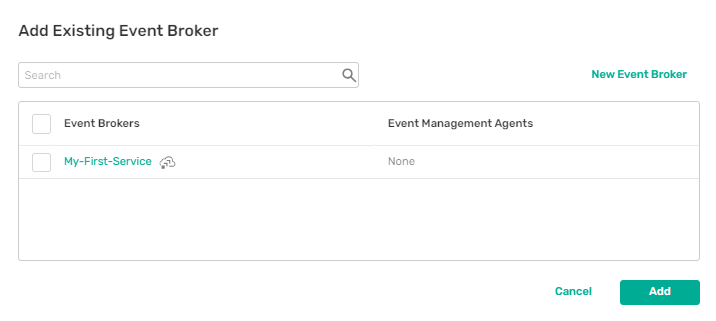 Add Existing Event Broker
Search
New Event Broker
Event Brokers
Event Management Agents
My-First-Service
None
Cancel
Add